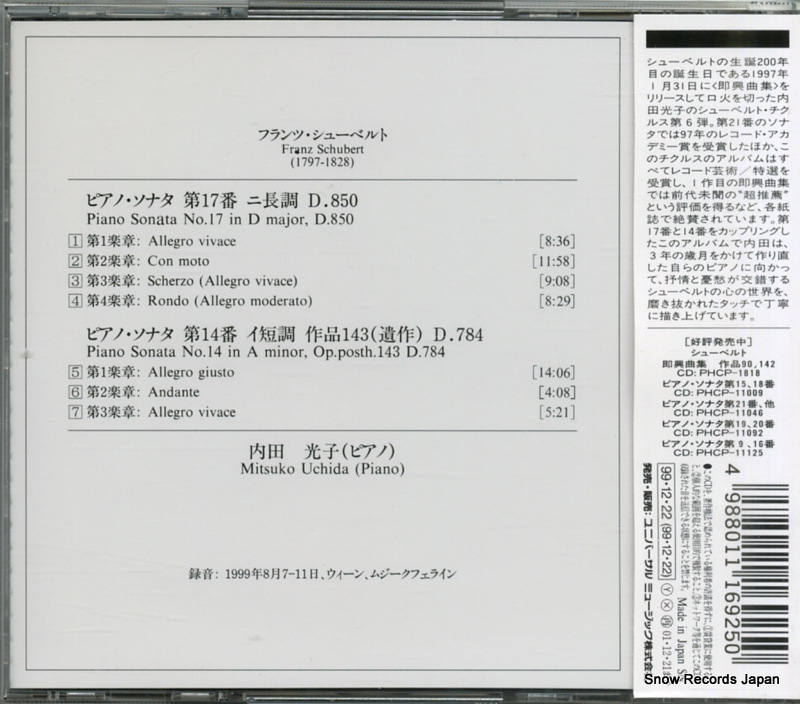 フランツ・シューベルト
Franz Schubert
(1797-1828)
ピアノ・ソナタ 第17番 ニ長調 D.850
Piano Sonata No.17 in D major, D.850
1 第1楽章: Allegro vivace [8:36]
2 第2楽章: Con moto [11:58]
3 第3楽章: Scherzo (Allegro vivace) [9:08]
4 第4楽章: Rondo (Allegro moderato) [8:29]
ピアノ・ソナタ 第14番 イ短調 作品143(遺作) D.784
Piano Sonata No.14 in A minor, Op.posth.143 D.784
5 第1楽章: Allegro giusto [14:06]
6 第2楽章: Andante [4:08]
7 第3楽章: Allegro vivace [5:21]
内田 光子(ピアノ)
Mitsuko Uchida (Piano)
録音: 1999年8月7-11日、ウィーン、ムジークフェライン
シューベルトの生誕200年
目の誕生日である1997年
1月31日に〈即興曲集〉を
リリースして口火を切った内
田光子のシューベルト・チク
ルス第6弾。第21番のソナ
タでは97年のレコード・アカ
デミー賞を受賞したほか、こ
のチクルスのアルバムはす
べてレコード芸術/特選を
受賞し、1作目の即興曲集
では前代未聞の“超推薦”
という評価を得るなど、各紙
誌で絶賛されています。第
17番と14番をカップリングし
たこのアルバムで内田は、
3年の歳月をかけて作り直
した自らのピアノに向かっ
て、抒情と憂愁が交錯する
シューベルトの心の世界を、
磨き抜かれたタッチで丁寧
に描き上げています。
[好評発売中]
シューベルト
即興曲集 作品90,142
CD: PHCP-1818
ピアノ・ソナタ第15、18番
CD: PHCP-11009
ピアノ・ソナタ第21番、他
CD: PHCP-11046
ピアノ・ソナタ第19、20番
CD: PHCP-11092
ピアノ・ソナタ第9、16番
CD: PHCP-11125
4 988011 169250
99・12・22 (99・12・22) Y X 再 01・12・21まで
Made in Japan
発売・販売元: ユニバーサル ミュージック株式会社
Snow Records Japan